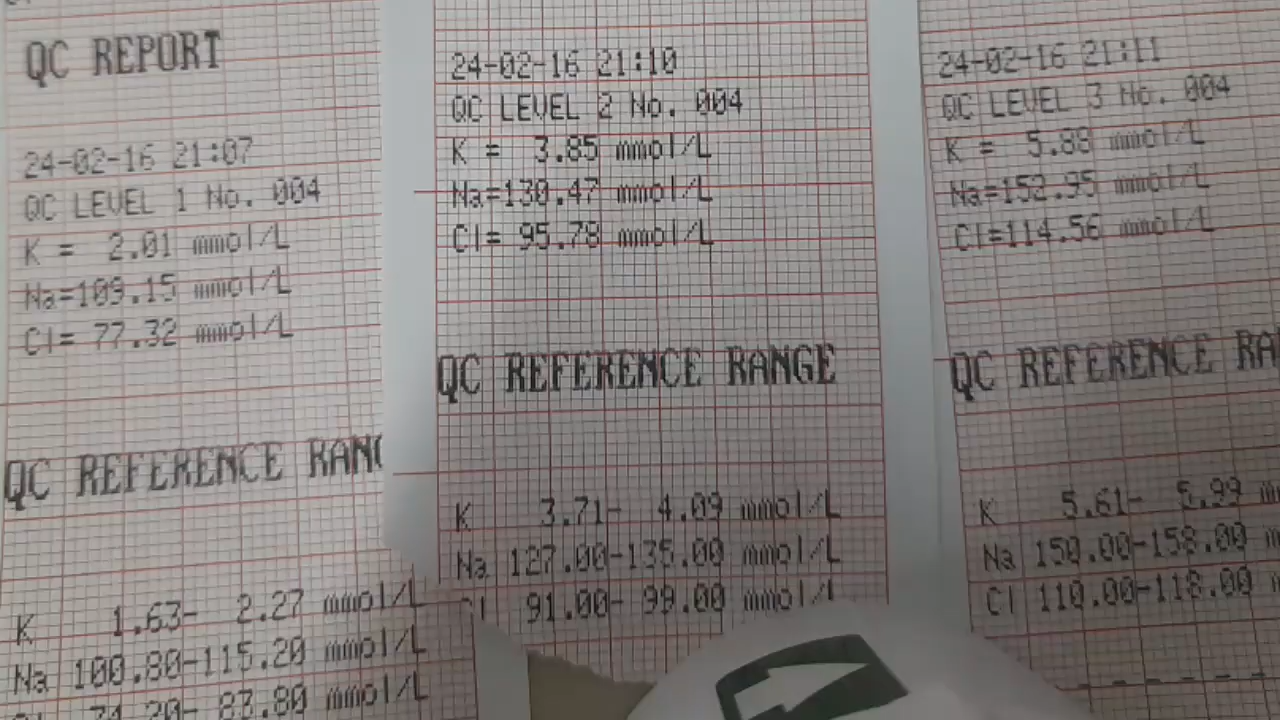 QC REPORT
24-02-16 21:07
QC LEVEL 1 No. 004
K = 2.01 mmol/L
Na=109.15 mmol/L
Cl= 77.32 mmol/L
QC REFERENCE RANG
K 1.63- 2.27 mmol/L
Na 100.80-115.20 mmol/L
74.20- 83.80 mmol/L
24-02-16 21:10
QC LEVEL 2 No. 004
K = 3.85 mmol/L
Na=130.47 mmol/L
Cl= 95.78 mmol/L
QC REFERENCE RANGE
K 3.71- 4.09 mmol/L
Na 127.00-135.00 mmol/L
Cl 91.00- 99.00 mmol/L
24-02-16 21:11
QC LEVEL 3 No. 004
K = 5.88 mmol/L
Na=152.95 mmol/L
Cl=114.56 mmol/L
QC REFERENCE RA
K 5.61- 5.99 m
Na 150.00-158.00
Cl 110.00-118.00